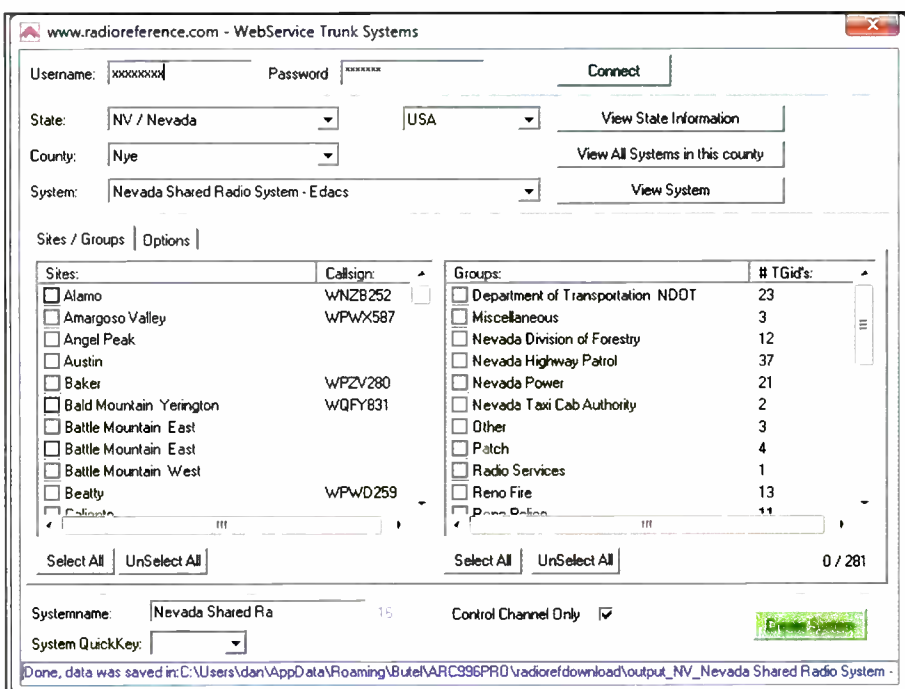 www.radioreference.com - WebService Trunk Systems
Username: xxxxxxxx Password xxxxxxx Connect
State: NV / Nevada USA View State Information
County: Nye View All Systems in this county
System: Nevada Shared Radio System - Edacs View System
Sites / Groups Options
Sites: Callsign: Groups: # TGid's:
Alamo WNZB252 Department of Transportation NDOT 23
Amargoso Valley WPWX587 Miscellaneous 3
Angel Peak Nevada Division of Forestry 12
Austin Nevada Highway Patrol 37
Baker WPZV280 Nevada Power 21
Bald Mountain Yerington WQFY831 Nevada Taxi Cab Authority 2
Battle Mountain East Other 3
Battle Mountain East Patch 4
Battle Mountain West Radio Services 1
Beatty WPWD259 Reno Fire 13
Caliente Reno Police 11
Select All UnSelect All Select All UnSelect All 0 / 281
Systemname: Nevada Shared Ra 16 Control Channel Only Create System
System QuickKey:
Done, data was saved in:C:\Users\dan\AppData\Roaming\Butel\ARC996PRO\radiorefdownload\output_NV_Nevada Shared Radio System -